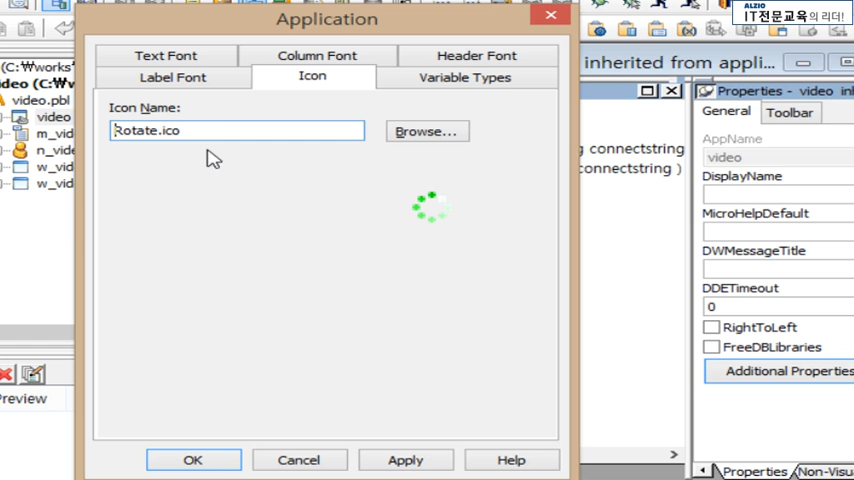 Application
ALZIO
IT전문교육의 리더!
inherited from appli...
(C:₩works
ideo (C:₩
video.pbl
video
m_vid
n_vide
w_vid
w_vid
Text Font
Column Font
Header Font
Label Font
Icon
Variable Types
Icon Name:
Rotate.ico
Browse...
g connectstring
connectstring )
Properties - video inh
General
Toolbar
AppName
video
DisplayName
MicroHelpDefault
DWMessageTitle
DDETimeout
0
RightToLeft
FreeDBLibraries
Additional Properties
Preview
OK
Cancel
Apply
Help
Properties
Non-Visu